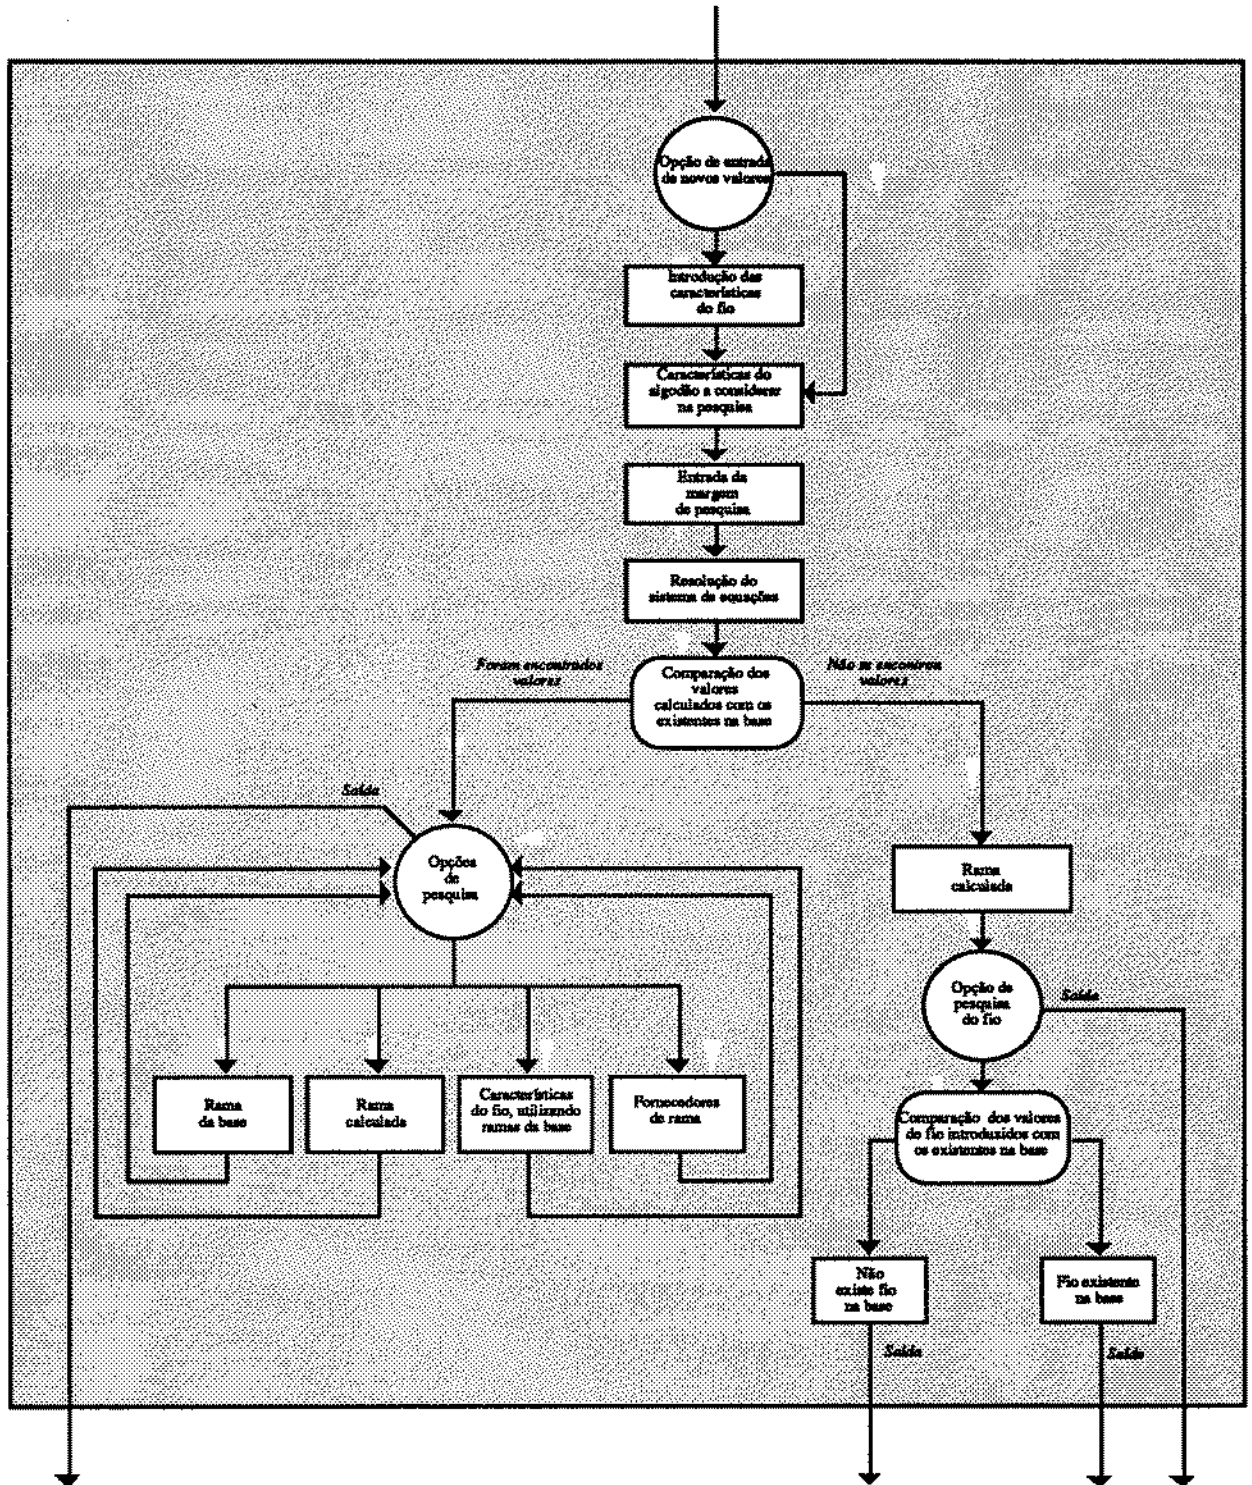 Opção de entrada
de novos valores
Introdução das
características
do fio
Características do
algodão a considerar
na pesquisa
Entrada da
margem
de pesquisa
Resolução do
sistema de equações
Foram encontrados
valores
Comparação dos
valores
calculados com os
existentes na base
Não se encontrou
valores
Saída
Opções
de
pesquisa
Rama
calculada
Opção de
pesquisa
do fio
Saída
Rama
da base
Rama
calculada
Características
do fio, utilizando
ramas da base
Fornecedores
de rama
Comparação dos valores
de fio introduzidos com
os existentes na base
Não
existe fio
na base
Fio existente
na base
Saída
Saída